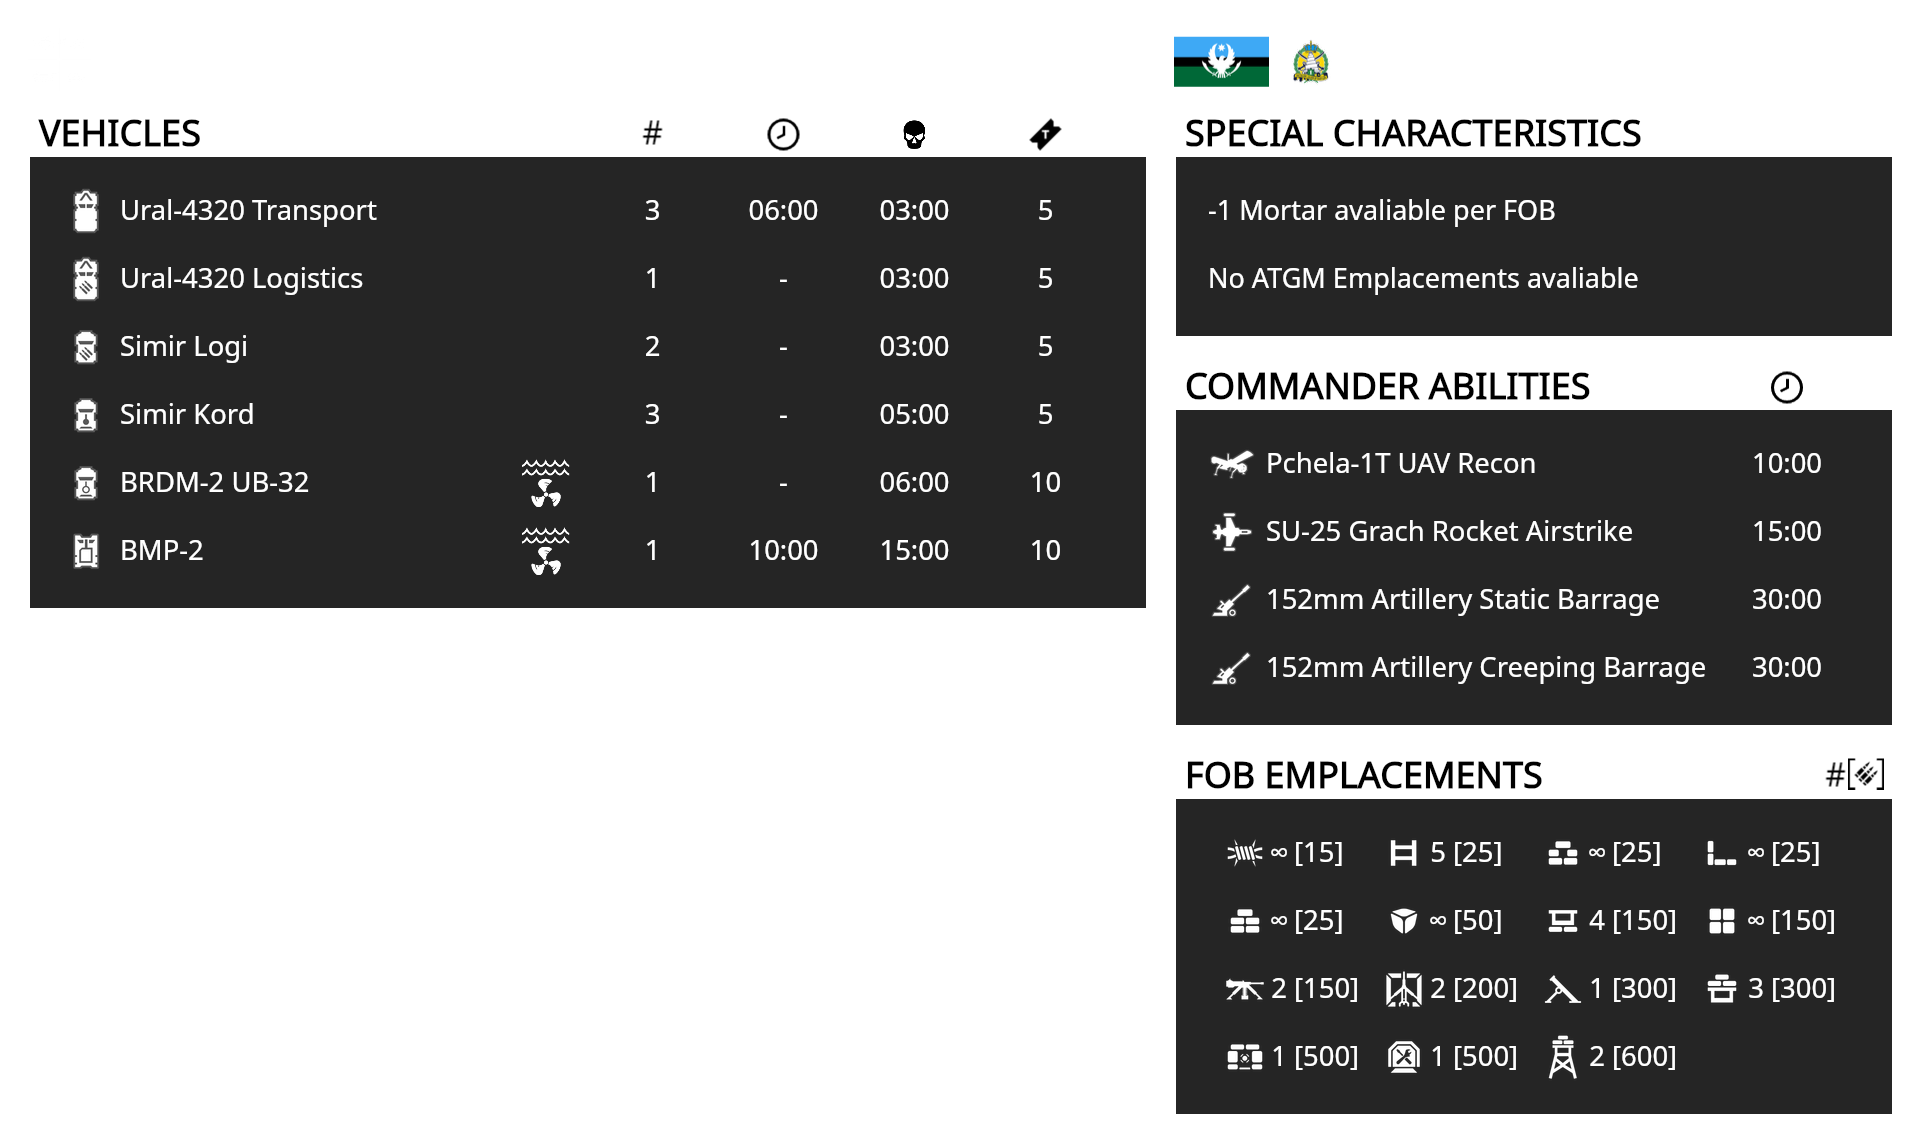 VEHICLES #
Ural-4320 Transport 3 06:00 03:00 5
Ural-4320 Logistics 1 - 03:00 5
Simir Logi 2 - 03:00 5
Simir Kord 3 - 05:00 5
BRDM-2 UB-32 1 - 06:00 10
BMP-2 1 10:00 15:00 10
SPECIAL CHARACTERISTICS
-1 Mortar avaliable per FOB
No ATGM Emplacements avaliable
COMMANDER ABILITIES
Pchela-1T UAV Recon 10:00
SU-25 Grach Rocket Airstrike 15:00
152mm Artillery Static Barrage 30:00
152mm Artillery Creeping Barrage 30:00
FOB EMPLACEMENTS #[ ]
∞ [15] 5 [25] ∞ [25] ∞ [25]
∞ [25] ∞ [50] 4 [150] ∞ [150]
2 [150] 2 [200] 1 [300] 3 [300]
1 [500] 1 [500] 2 [600]